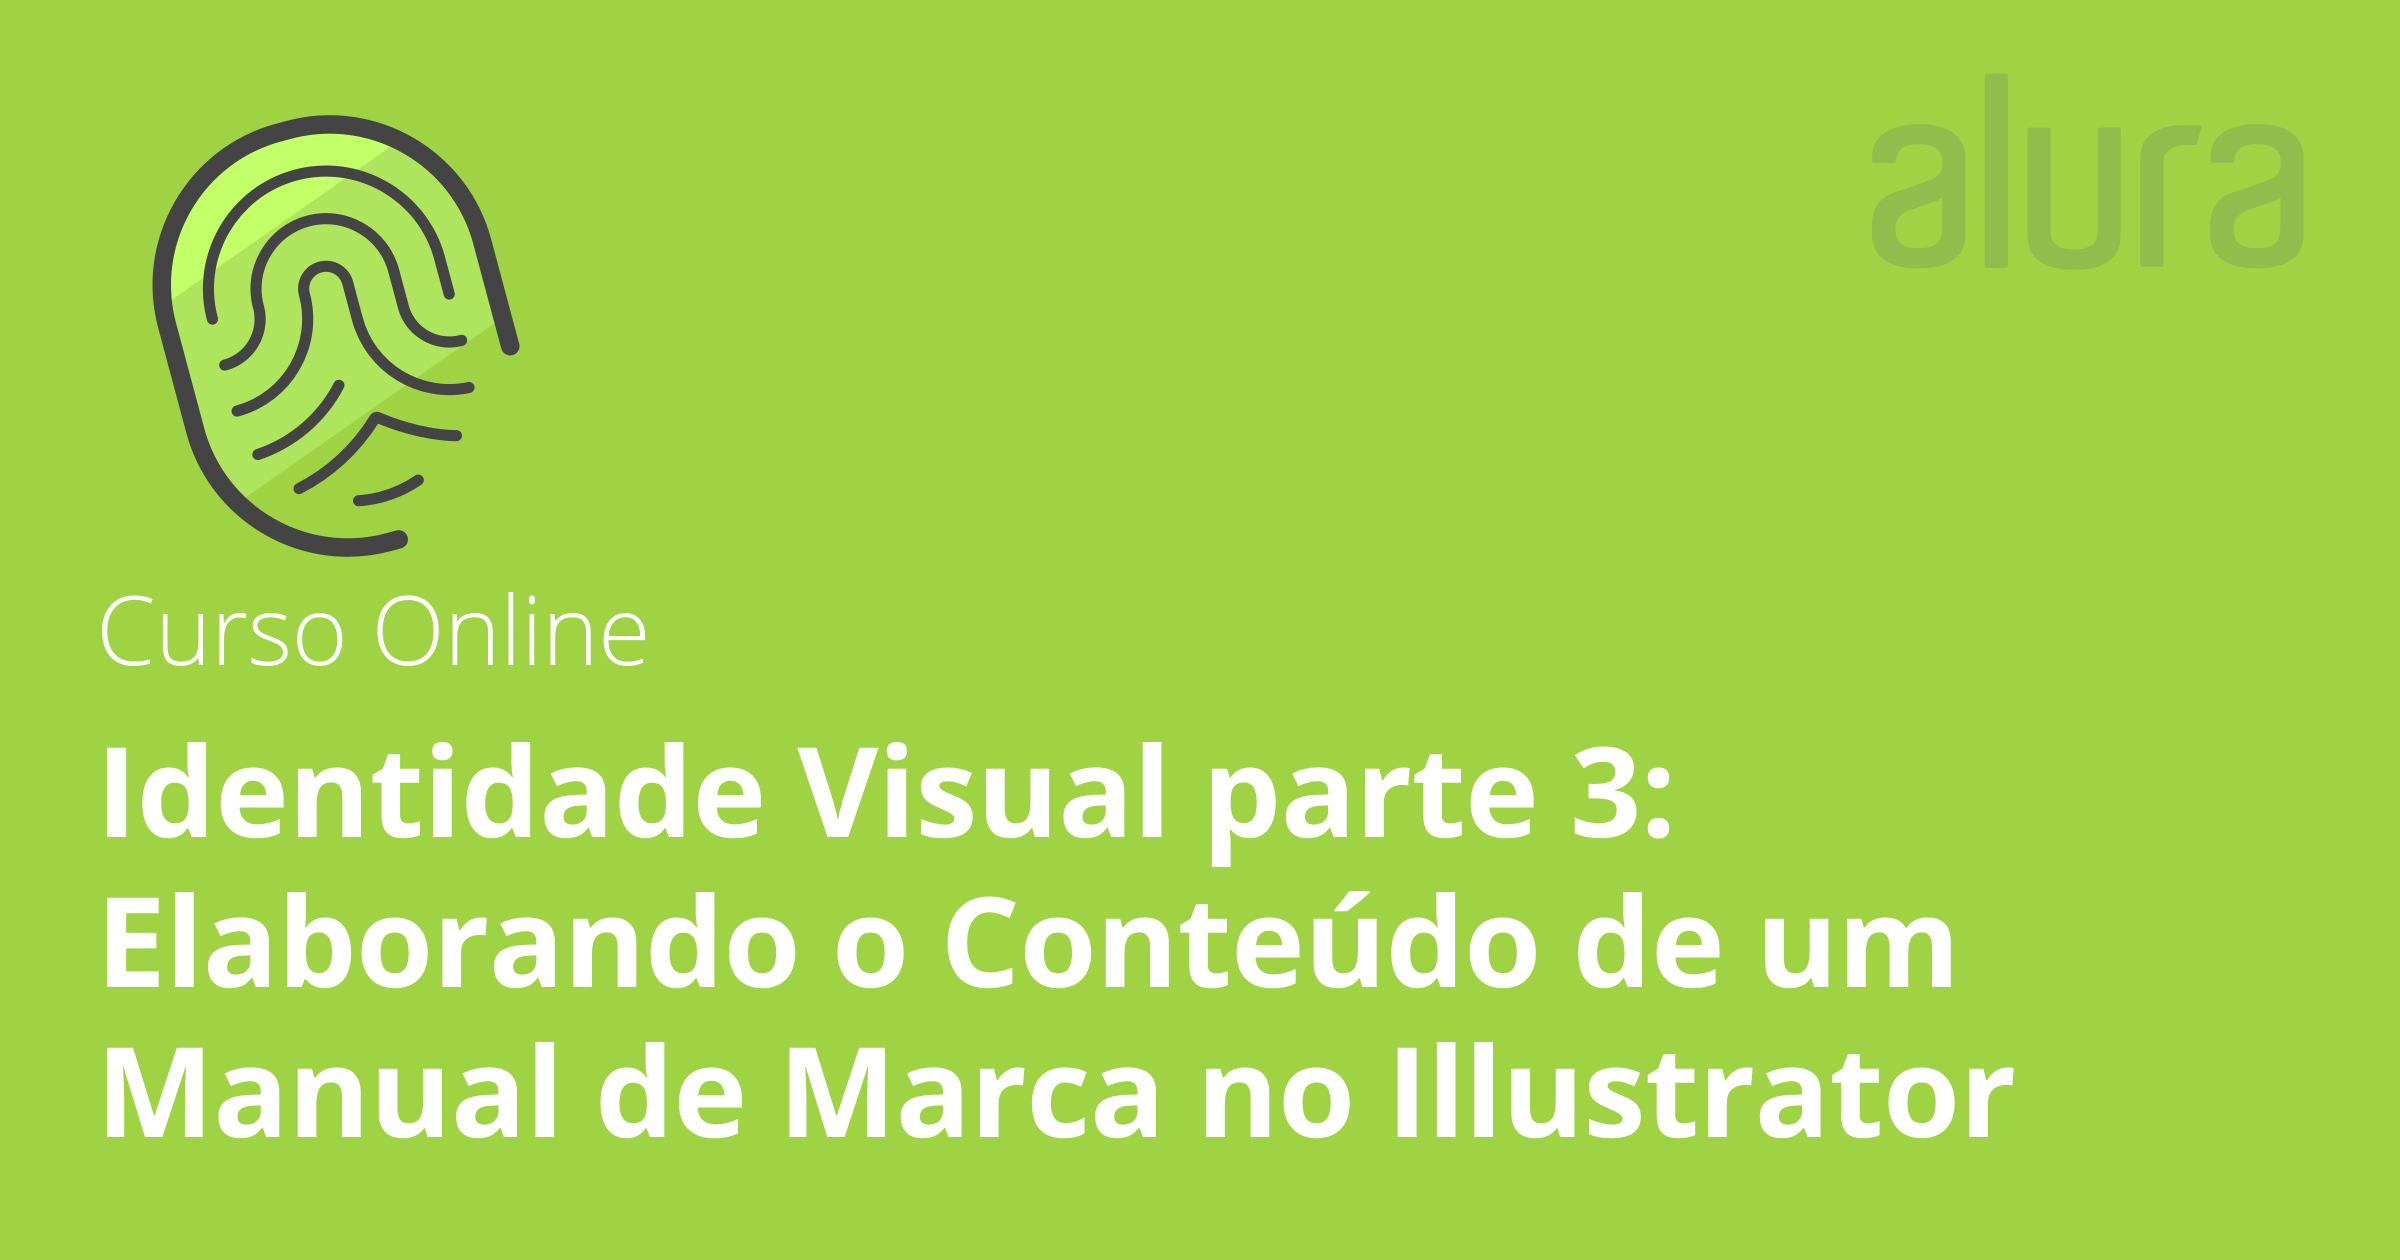 alura
Curso Online
Identidade Visual parte 3:
Elaborando o Conteúdo de um
Manual de Marca no Illustrator